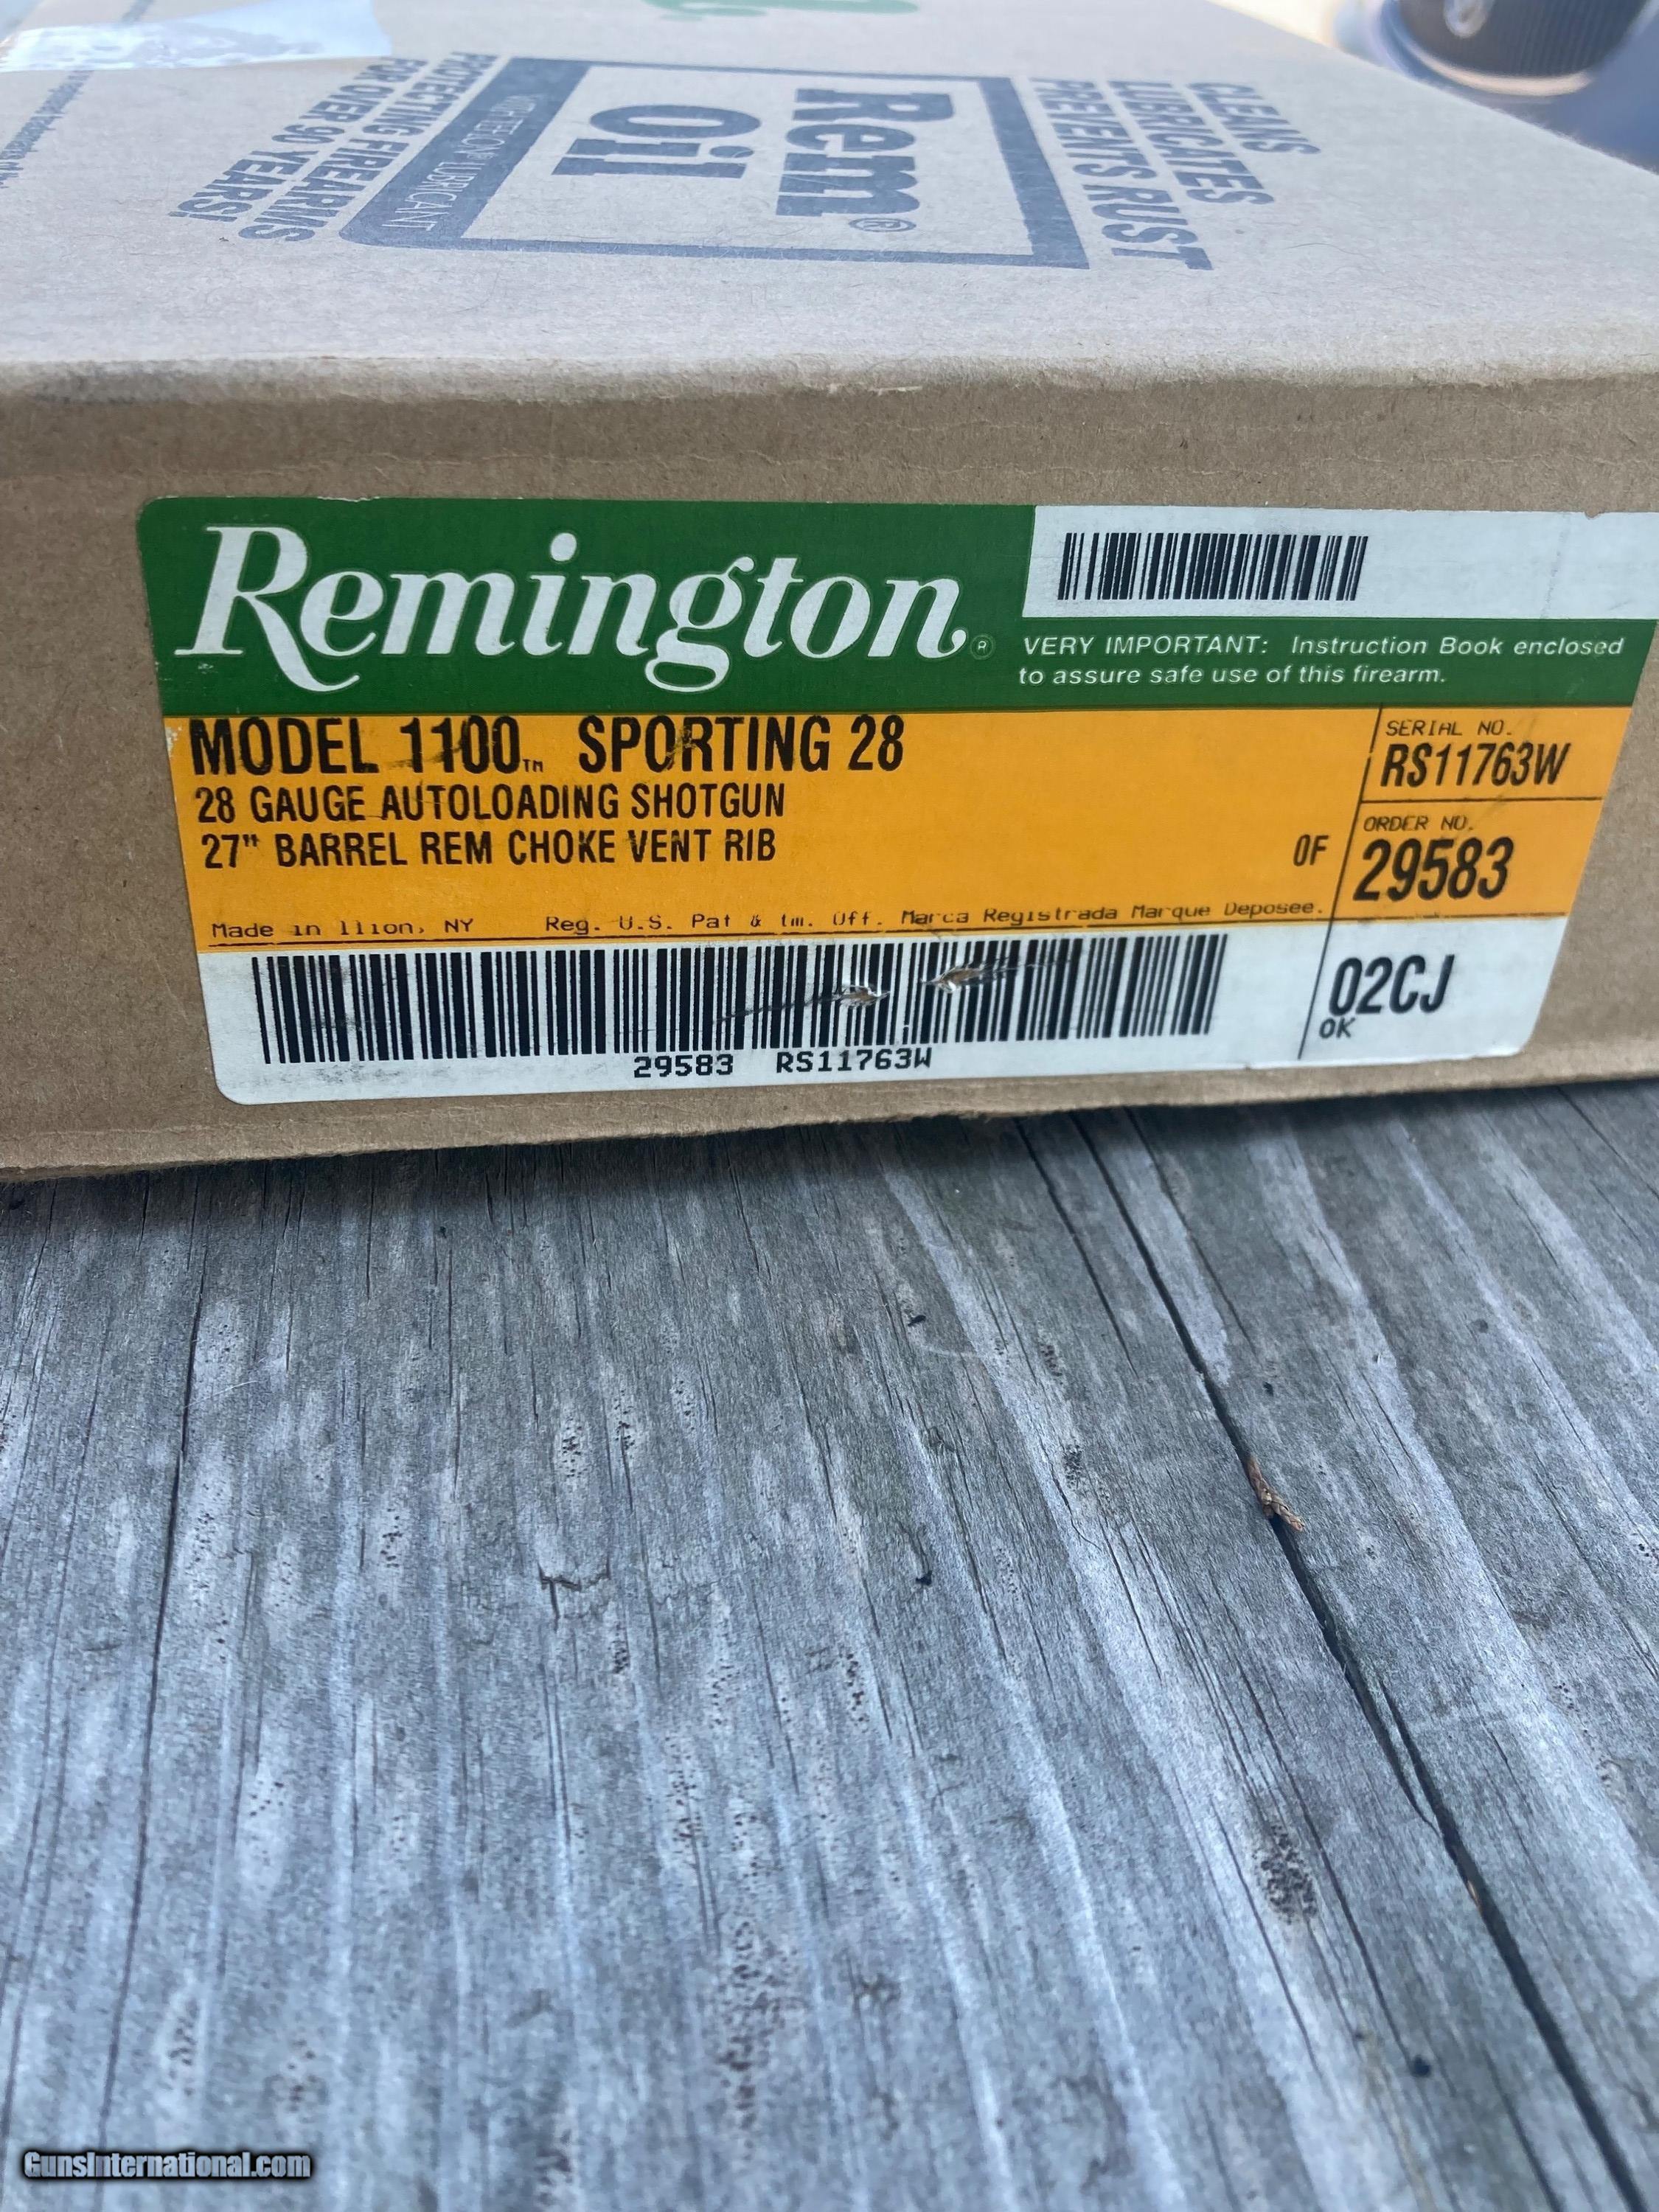 CLEANS
LUBRICATES
PREVENTS RUST
Rem®
Oil
LUBRICANT
PROTECTING FIREARMS
FOR OVER 90 YEARS!
Remington®
VERY IMPORTANT: Instruction Book enclosed
to assure safe use of this firearm.
MODEL 1100™ SPORTING 28
28 GAUGE AUTOLOADING SHOTGUN
27" BARREL REM CHOKE VENT RIB
OF
SERIAL NO.
RS11763W
ORDER NO.
29583
Made in Ilion, NY Reg. U.S. Pat & tm. Off. Marca Registrada Marque Deposee.
29583 RS11763W
02CJ
OK
GunsInternational.com